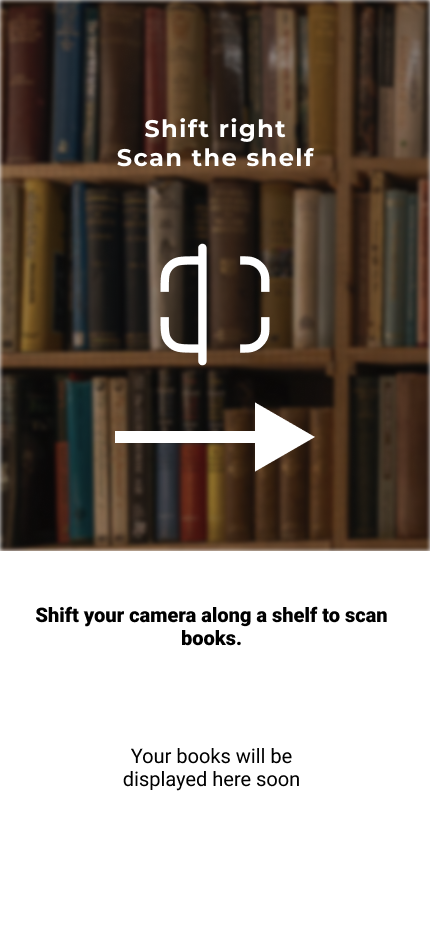 Shift right
Scan the shelf
Shift your camera along a shelf to scan
books.
Your books will be
displayed here soon